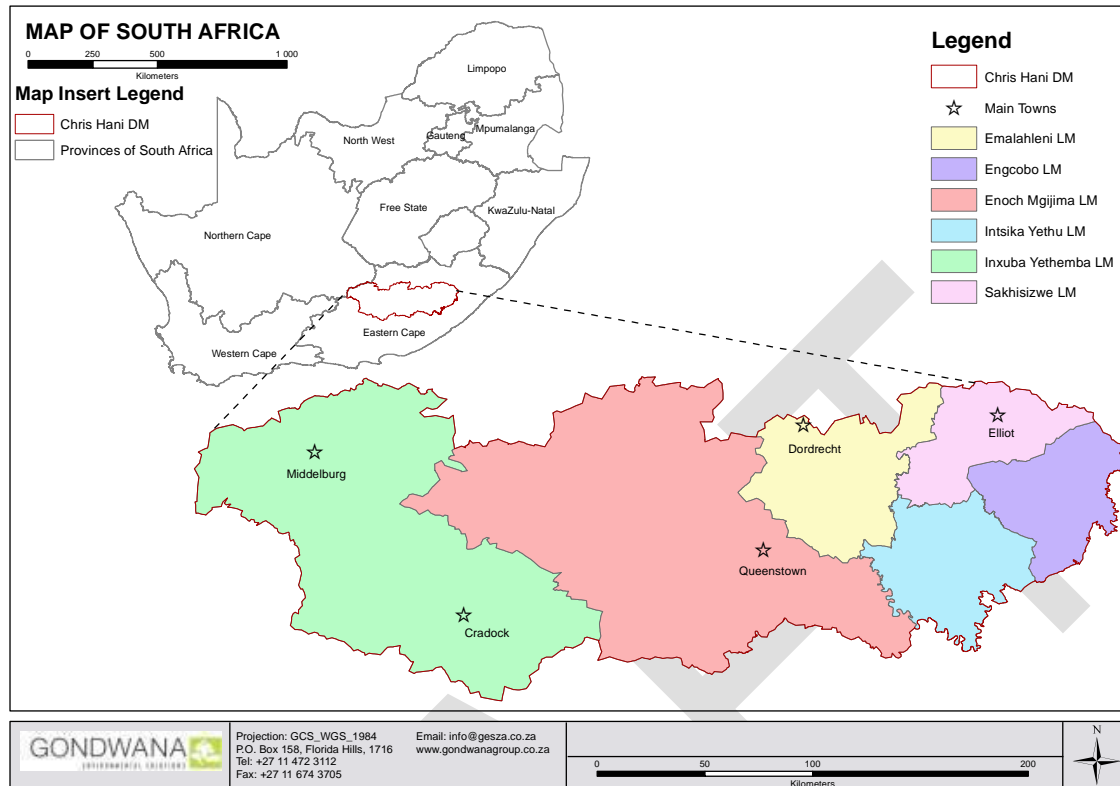 MAP OF SOUTH AFRICA
0 250 500 1 000
Kilometers
Map Insert Legend
Chris Hani DM
Provinces of South Africa
Limpopo
North West
Gauteng
Mpumalanga
Free State
KwaZulu-Natal
Northern Cape
Eastern Cape
Western Cape
Legend
Chris Hani DM
Main Towns
Emalahleni LM
Engcobo LM
Enoch Mgijima LM
Intsika Yethu LM
Inxuba Yethemba LM
Sakhisizwe LM
Middelburg
Dordrecht
Elliot
Queenstown
Cradock
GONDWANA
ENVIRONMENTAL SOLUTIONS
Projection: GCS_WGS_1984
P.O. Box 158, Florida Hills, 1716
Tel: +27 11 472 3112
Fax: +27 11 674 3705
Email: info@gesza.co.za
www.gondwanagroup.co.za
0 50 100 200
Kilometers
N